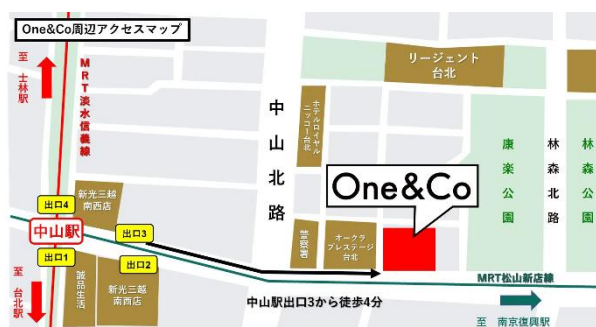 One&Co周辺アクセスマップ
至 士林駅
MRT淡水信義線
リージェント
台北
ホテルロイヤル
ニッコー台北
中山北路
康楽公園
林森北路
林森公園
One&Co
新光三越
南西店
出口4
中山駅
出口3
出口1
出口2
警察署
オークラ
プレステージ
台北
誠品生活
新光三越
南西店
至 台北駅
中山駅出口3から徒歩4分
MRT松山新店線
至 南京復興駅